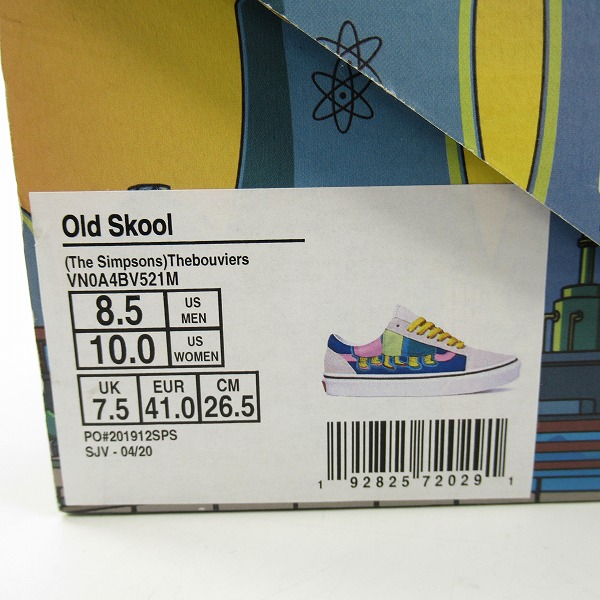 Old Skool
(The Simpsons)Thebouviers
VN0A4BV521M
8.5 US MEN
10.0 US WOMEN
UK EUR CM
7.5 41.0 26.5
PO#201912SPS
SJV - 04/20
1 92825 72029 1